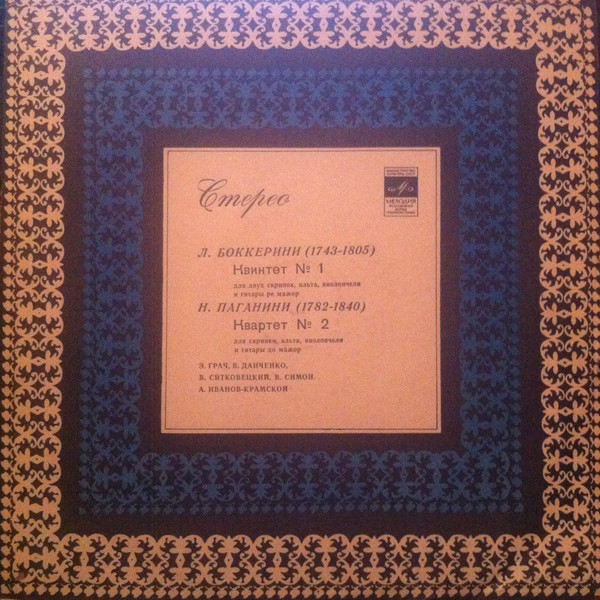 Стерео
МЕЛОДИЯ
Л. БОККЕРИНИ (1743-1805)
Квинтет № 1
для двух скрипок, альта, виолончели
и гитары ре мажор
Н. ПАГАНИНИ (1782-1840)
Квартет № 2
для скрипки, альта, виолончели
и гитары до мажор
Э. ГРАЧ, В. ДАНЧЕНКО,
В. СИТКОВЕЦКИЙ, В. СИМОН,
А. ИВАНОВ-КРАМСКОЙ